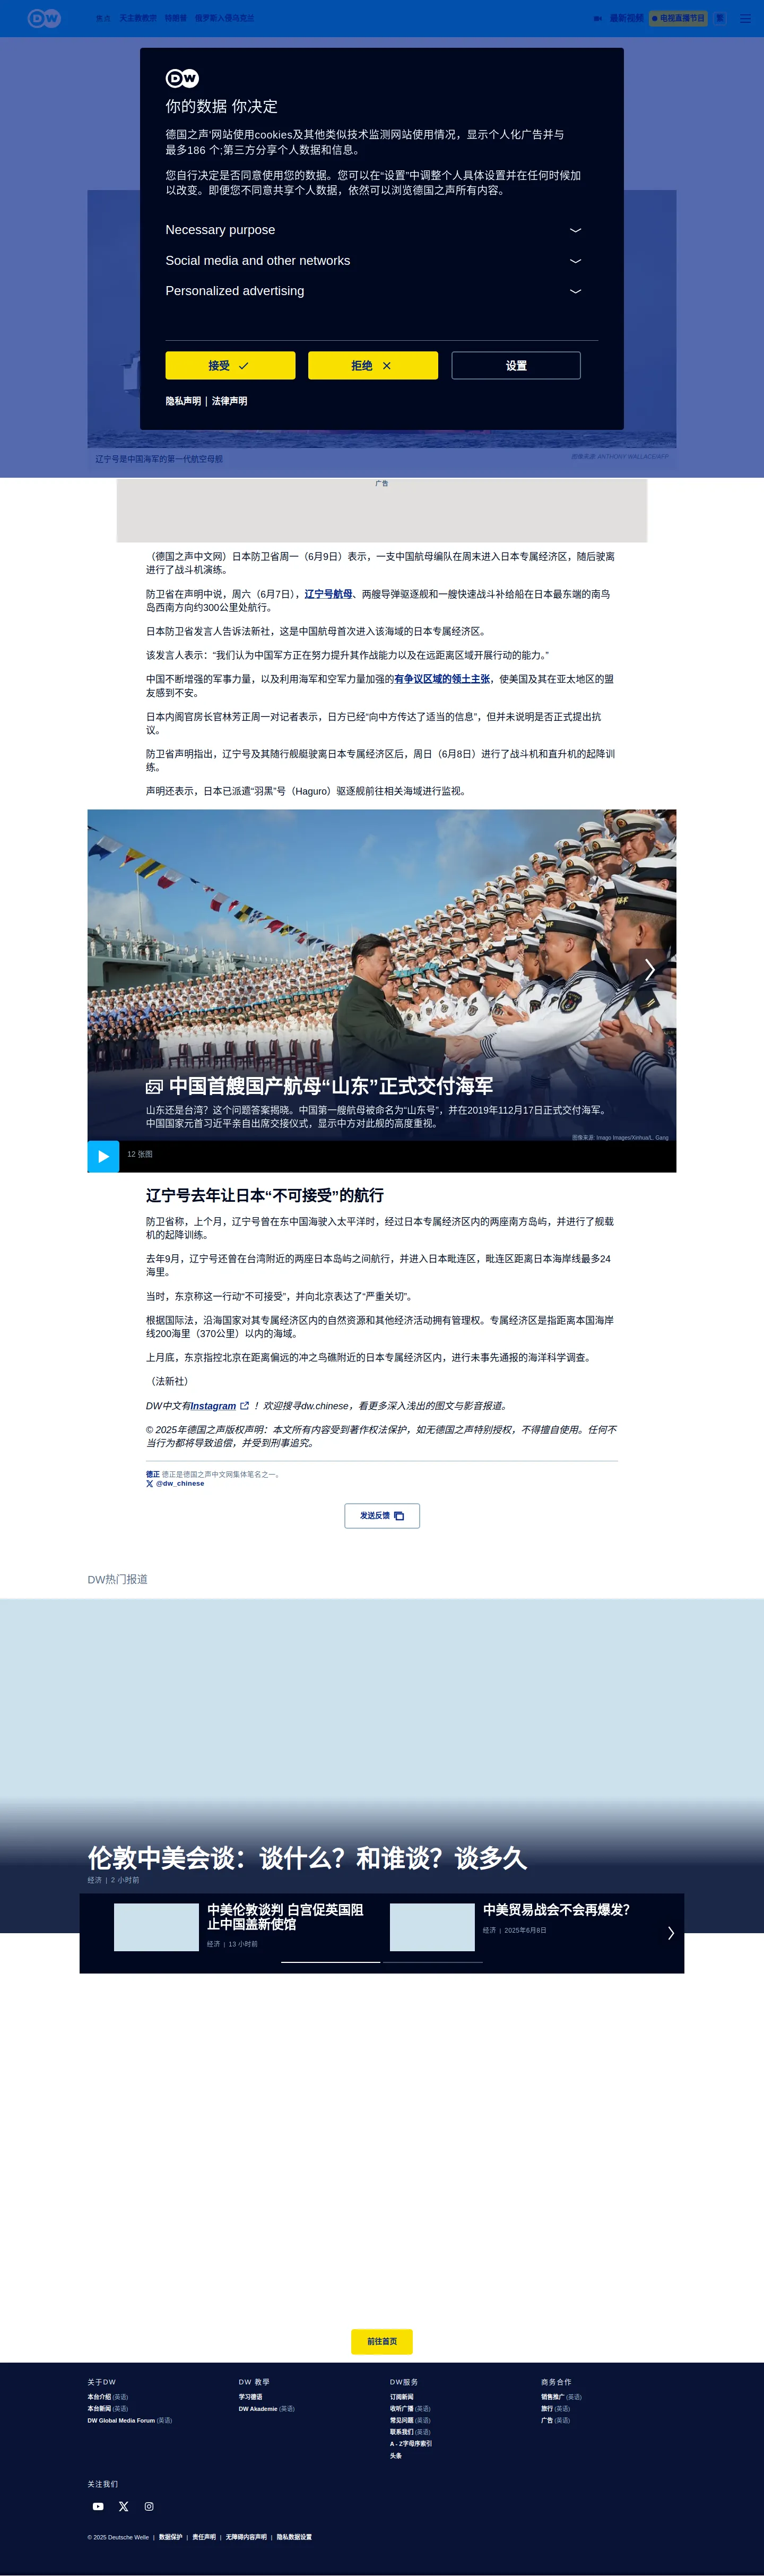 DW
焦点 天主教教宗 特朗普 俄罗斯入侵乌克兰
最新视频 电视直播节目 繁
DW
你的数据 你决定
德国之声'网站使用cookies及其他类似技术监测网站使用情况，显示个人化广告并与
最多186 个;第三方分享个人数据和信息。
您自行决定是否同意使用您的数据。您可以在“设置”中调整个人具体设置并在任何时候加
以改变。即便您不同意共享个人数据，依然可以浏览德国之声所有内容。
Necessary purpose
Social media and other networks
Personalized advertising
接受
拒绝
设置
隐私声明 | 法律声明
辽宁号是中国海军的第一代航空母舰
图像来源 ANTHONY WALLACE/AFP
广告
（德国之声中文网）日本防卫省周一（6月9日）表示，一支中国航母编队在周末进入日本专属经济区，随后驶离
进行了战斗机演练。
防卫省在声明中说，周六（6月7日），辽宁号航母、两艘导弹驱逐舰和一艘快速战斗补给船在日本最东端的南鸟
岛西南方向约300公里处航行。
日本防卫省发言人告诉法新社，这是中国航母首次进入该海域的日本专属经济区。
该发言人表示：“我们认为中国军方正在努力提升其作战能力以及在远距离区域开展行动的能力。”
中国不断增强的军事力量，以及利用海军和空军力量加强的有争议区域的领土主张，使美国及其在亚太地区的盟
友感到不安。
日本内阁官房长官林芳正周一对记者表示，日方已经“向中方传达了适当的信息”，但并未说明是否正式提出抗
议。
防卫省声明指出，辽宁号及其随行舰艇驶离日本专属经济区后，周日（6月8日）进行了战斗机和直升机的起降训
练。
声明还表示，日本已派遣“羽黑”号（Haguro）驱逐舰前往相关海域进行监视。
中国首艘国产航母“山东”正式交付海军
山东还是台湾？这个问题答案揭晓。中国第一艘航母被命名为“山东号”，并在2019年112月17日正式交付海军。
中国国家元首习近平亲自出席交接仪式，显示中方对此舰的高度重视。
图像来源: Imago Images/Xinhua/L. Gang
12 张图
辽宁号去年让日本“不可接受”的航行
防卫省称，上个月，辽宁号曾在东中国海驶入太平洋时，经过日本专属经济区内的两座南方岛屿，并进行了舰载
机的起降训练。
去年9月，辽宁号还曾在台湾附近的两座日本岛屿之间航行，并进入日本毗连区，毗连区距离日本海岸线最多24
海里。
当时，东京称这一行动“不可接受”，并向北京表达了“严重关切”。
根据国际法，沿海国家对其专属经济区内的自然资源和其他经济活动拥有管理权。专属经济区是指距离本国海岸
线200海里（370公里）以内的海域。
上月底，东京指控北京在距离偏远的冲之鸟礁附近的日本专属经济区内，进行未事先通报的海洋科学调查。
（法新社）
DW中文有Instagram ！欢迎搜寻dw.chinese，看更多深入浅出的图文与影音报道。
© 2025年德国之声版权声明：本文所有内容受到著作权法保护，如无德国之声特别授权，不得擅自使用。任何不
当行为都将导致追偿，并受到刑事追究。
德正 德正是德国之声中文网集体笔名之一。
@dw_chinese
发送反馈
DW热门报道
伦敦中美会谈：谈什么？和谁谈？谈多久
经济 | 2 小时前
中美伦敦谈判 白宫促英国阻
止中国盖新使馆
经济 | 13 小时前
中美贸易战会不会再爆发？
经济 | 2025年6月8日
前往首页
关于DW
本台介绍 (英语)
本台新闻 (英语)
DW Global Media Forum (英语)
DW 教學
学习德语
DW Akademie (英语)
DW服务
订阅新闻
收听广播 (英语)
常见问题 (英语)
联系我们 (英语)
A - Z字母序索引
头条
商务合作
销售推广 (英语)
旅行 (英语)
广告 (英语)
关注我们
© 2025 Deutsche Welle | 数据保护 | 责任声明 | 无障碍内容声明 | 隐私数据设置